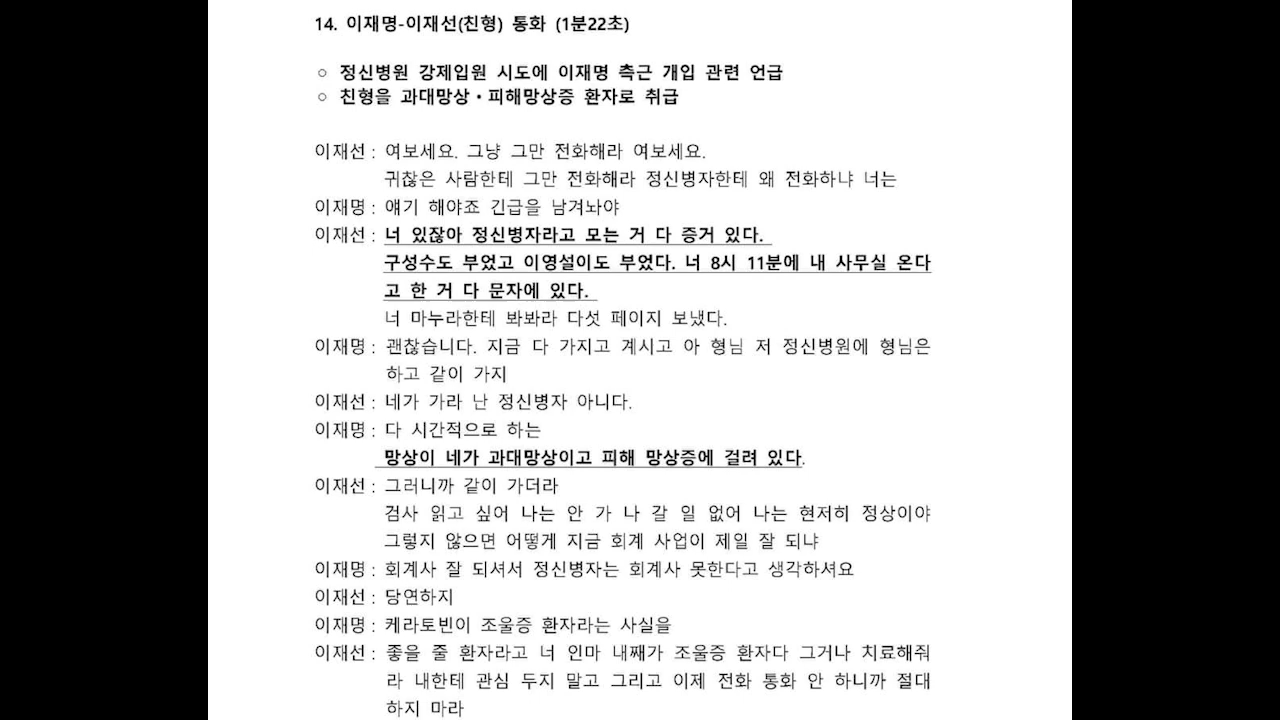 14. 이재명-이재선(친형) 통화 (1분22초)
○ 정신병원 강제입원 시도에 이재명 측근 개입 관련 언급
○ 친형을 과대망상・피해망상증 환자로 취급
이재선 : 여보세요. 그냥 그만 전화해라 여보세요.
귀찮은 사람한테 그만 전화해라 정신병자한테 왜 전화하냐 너는
이재명 : 얘기 해야죠 긴급을 남겨놔야
이재선 : 너 있잖아 정신병자라고 모는 거 다 증거 있다.
구성수도 부었고 이영설이도 부었다. 너 8시 11분에 내 사무실 온다
고 한 거 다 문자에 있다.
너 마누라한테 봐봐라 다섯 페이지 보냈다.
이재명 : 괜찮습니다. 지금 다 가지고 계시고 아 형님 저 정신병원에 형님은
하고 같이 가지
이재선 : 네가 가라 난 정신병자 아니다.
이재명 : 다 시간적으로 하는
망상이 네가 과대망상이고 피해 망상증에 걸려 있다.
이재선 : 그러니까 같이 가더라
검사 읽고 싶어 나는 안 가 나 갈 일 없어 나는 현저히 정상이야
그렇지 않으면 어떻게 지금 회계 사업이 제일 잘 되냐
이재명 : 회계사 잘 되셔서 정신병자는 회계사 못한다고 생각하셔요
이재선 : 당연하지
이재명 : 케라토빈이 조울증 환자라는 사실을
이재선 : 좋을 줄 환자라고 너 인마 내째가 조울증 환자다 그거나 치료해줘
라 내한테 관심 두지 말고 그리고 이제 전화 통화 안 하니까 절대
하지 마라